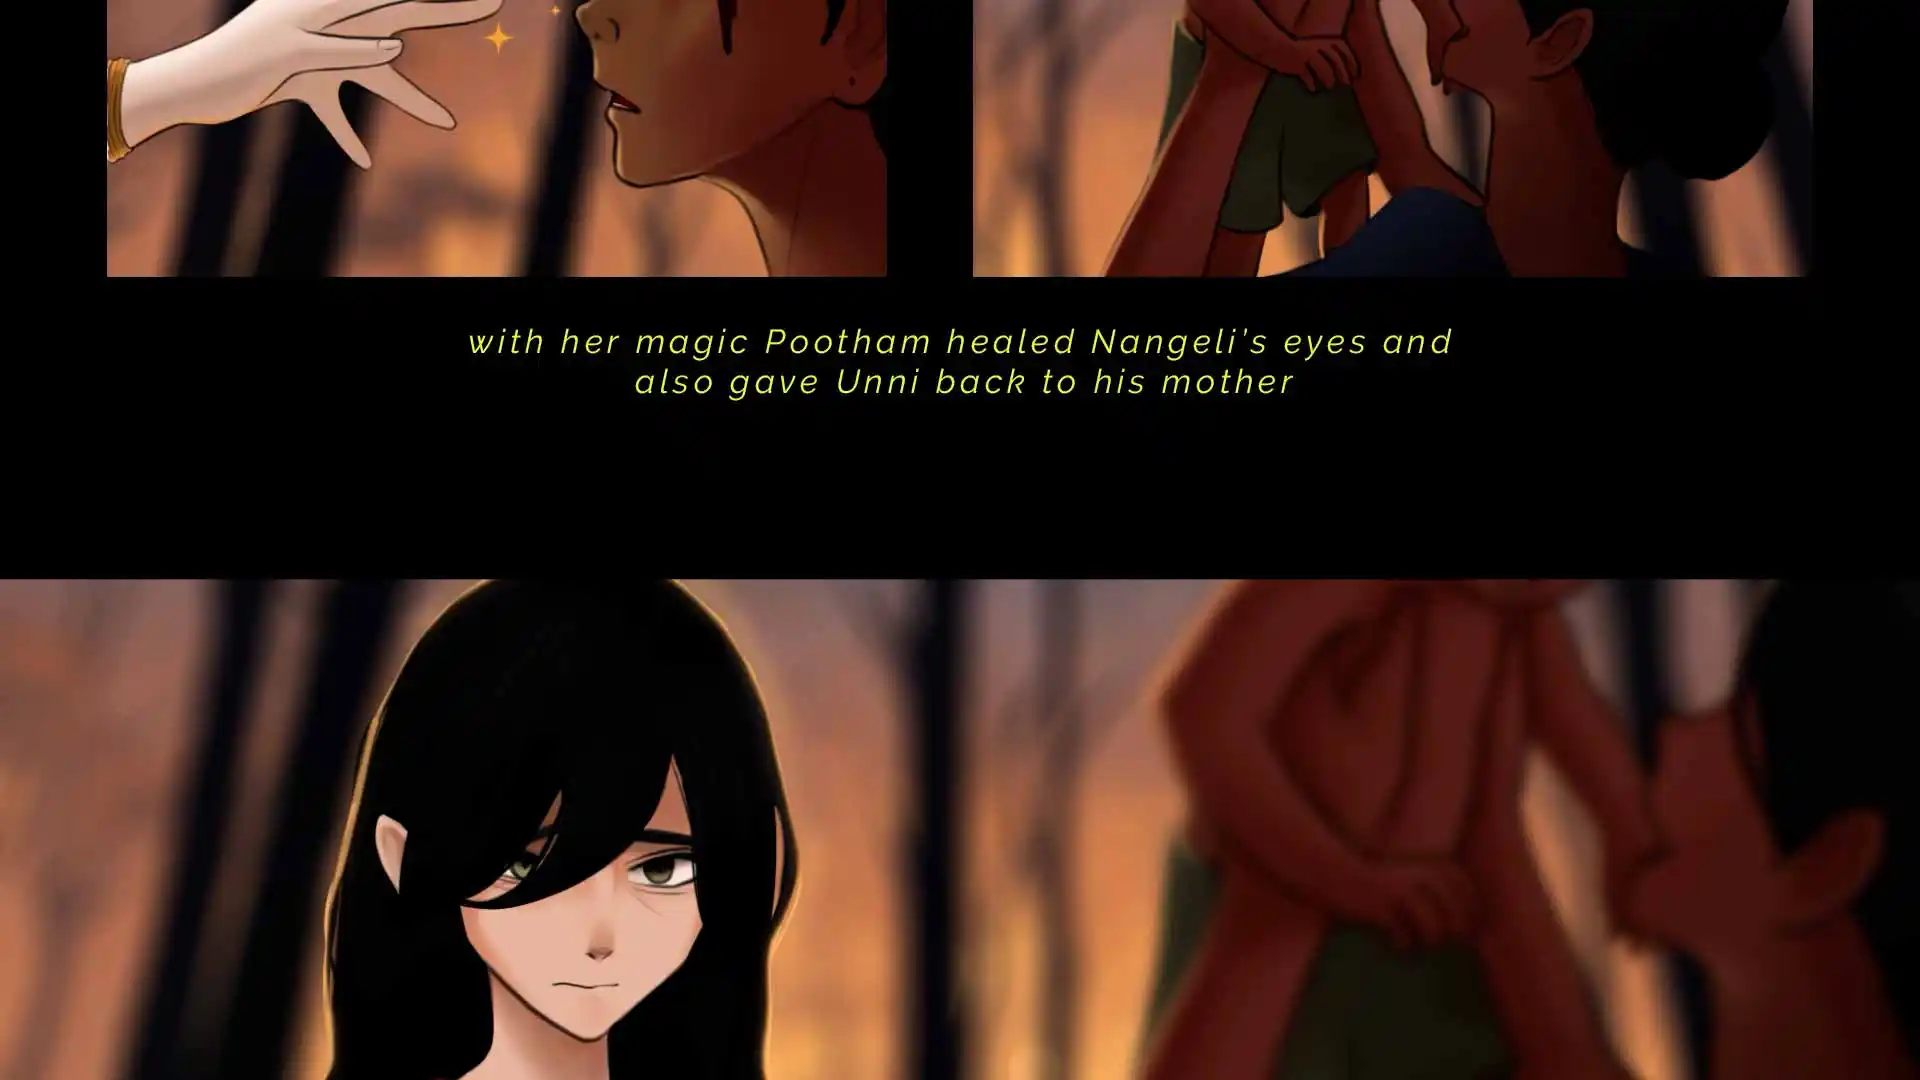 with her magic Pootham healed Nangeli's eyes and
also gave Unni back to his mother